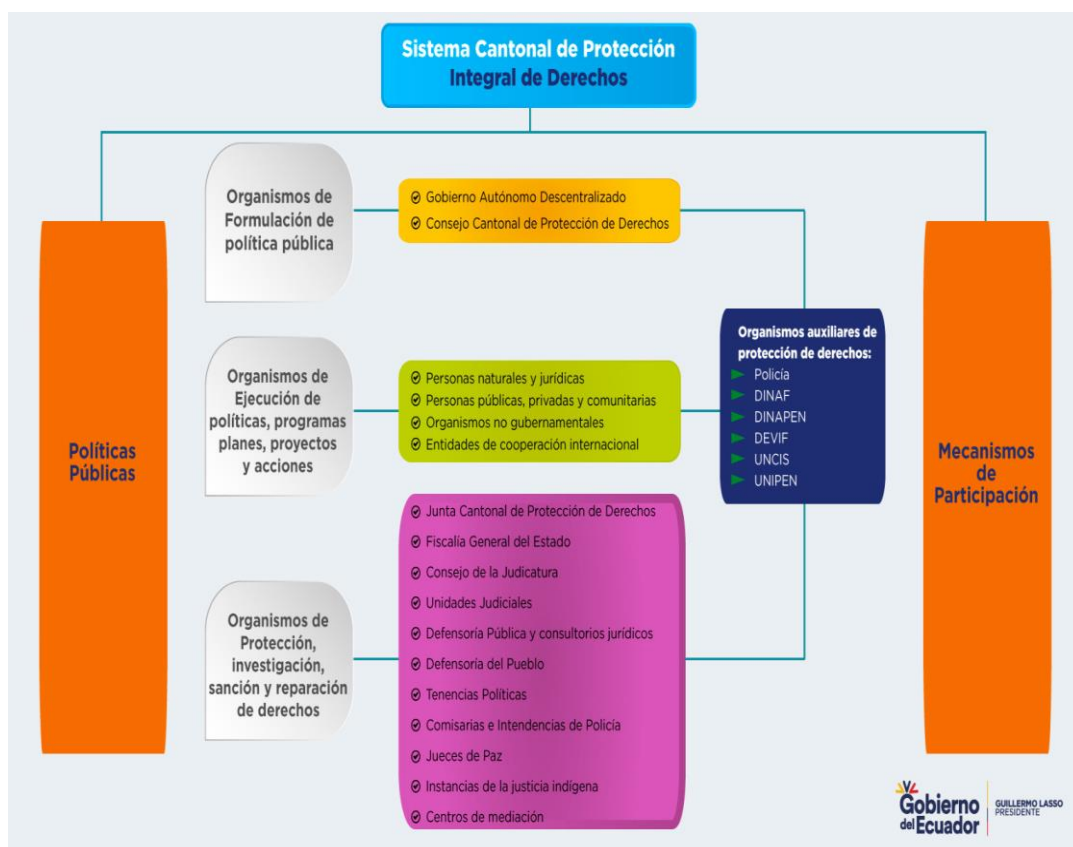 Sistema Cantonal de Protección
Integral de Derechos
Políticas
Públicas
Organismos de
Formulación de
política pública
Gobierno Autónomo Descentralizado
Consejo Cantonal de Protección de Derechos
Organismos de
Ejecución de
políticas, programas
planes, proyectos
y acciones
Personas naturales y jurídicas
Personas públicas, privadas y comunitarias
Organismos no gubernamentales
Entidades de cooperación internacional
Organismos de
Protección,
investigación,
sanción y reparación
de derechos
Junta Cantonal de Protección de Derechos
Fiscalía General del Estado
Consejo de la Judicatura
Unidades Judiciales
Defensoría Pública y consultorios jurídicos
Defensoría del Pueblo
Tenencias Políticas
Comisarias e Intendencias de Policía
Jueces de Paz
Instancias de la justicia indígena
Centros de mediación
Organismos auxiliares de
protección de derechos:
Policía
DINAF
DINAPEN
DEVIF
UNCIS
UNIPEN
Mecanismos
de
Participación
Gobierno
del Ecuador
GUILLERMO LASSO
PRESIDENTE